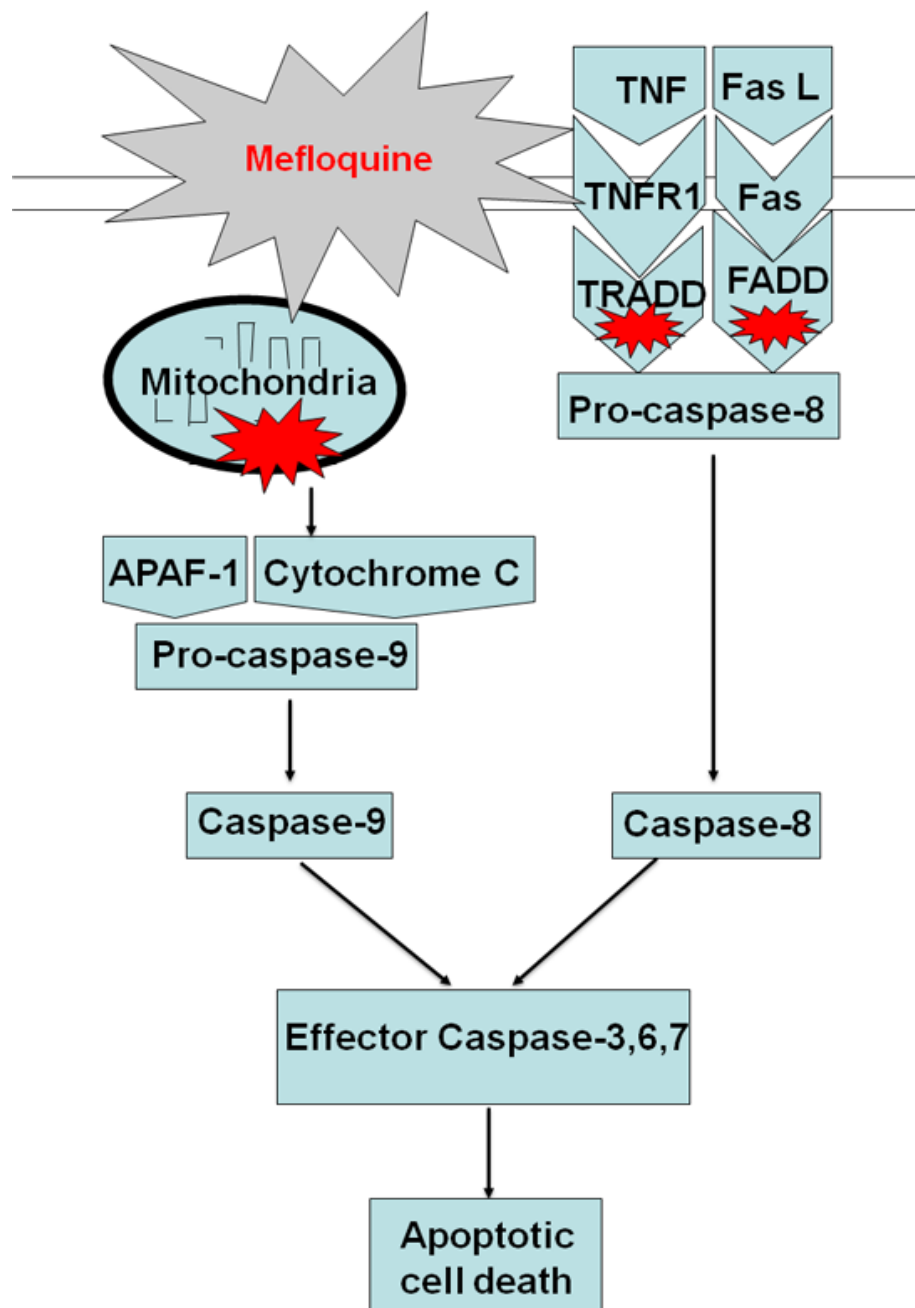 TNF
Fas L
Mefloquine
TNFR1
Fas
TRADD
FADD
Mitochondria
Pro-caspase-8
APAF-1
Cytochrome C
Pro-caspase-9
Caspase-9
Caspase-8
Effector Caspase-3,6,7
Apoptotic
cell death